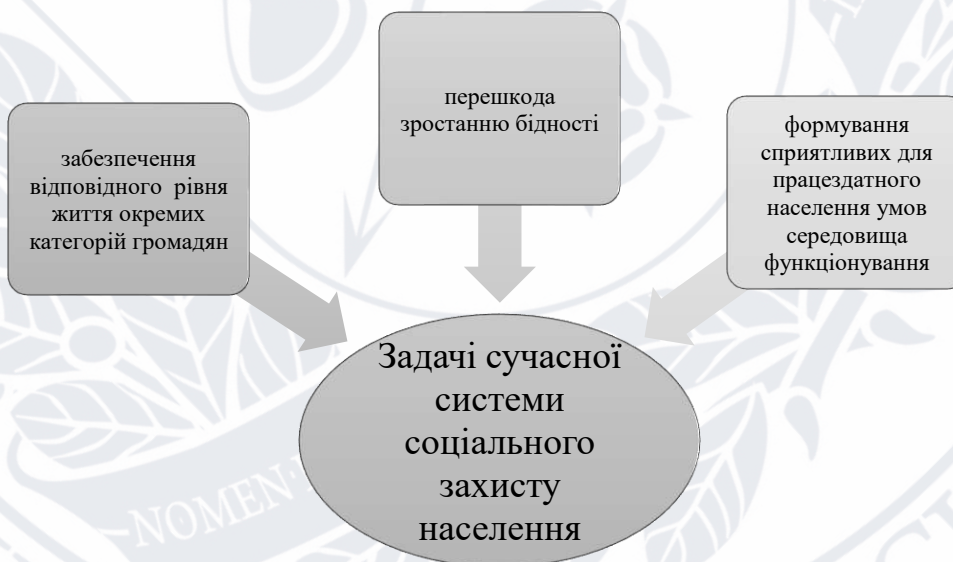 забезпечення
відповідного рівня
життя окремих
категорій громадян
перешкода
зростанню бідності
формування
сприятливих для
працездатного
населення умов
середовища
функціонування
Задачі сучасної
системи
соціального
захисту
населення
NOMEN